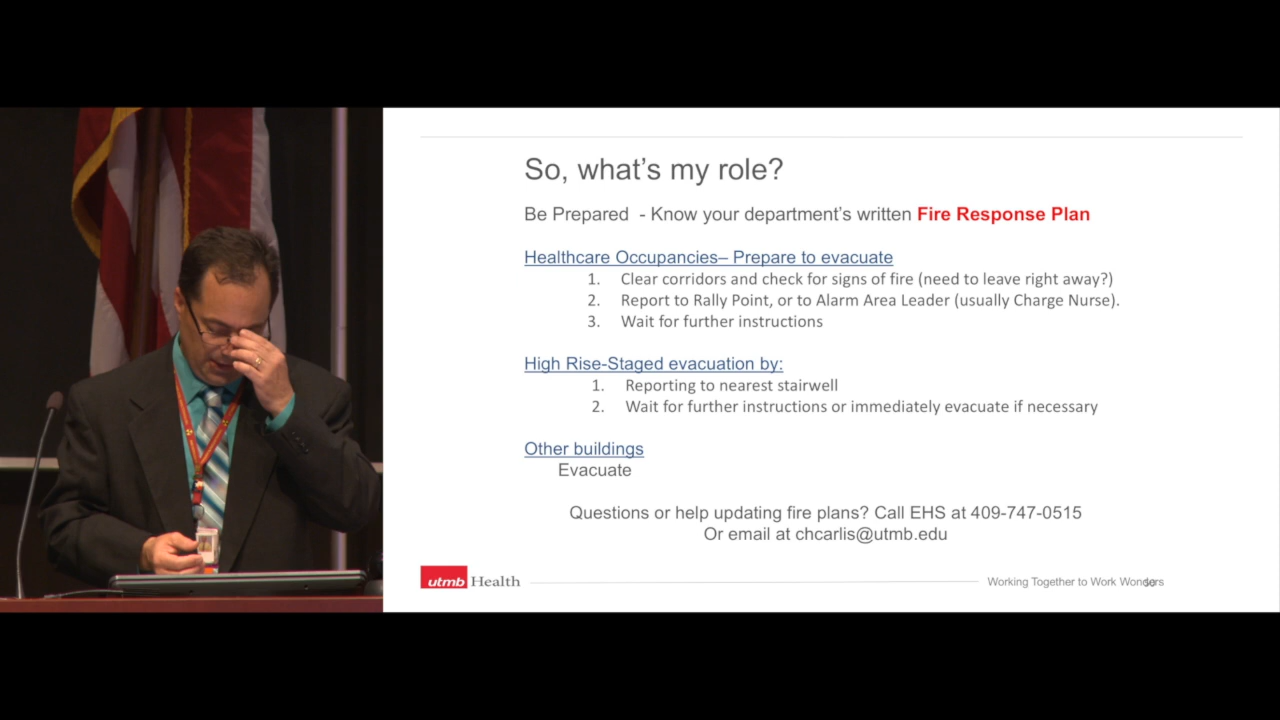 So, what's my role?
Be Prepared - Know your department's written Fire Response Plan
Healthcare Occupancies– Prepare to evacuate
1. Clear corridors and check for signs of fire (need to leave right away?)
2. Report to Rally Point, or to Alarm Area Leader (usually Charge Nurse).
3. Wait for further instructions
High Rise-Staged evacuation by:
1. Reporting to nearest stairwell
2. Wait for further instructions or immediately evacuate if necessary
Other buildings
Evacuate
Questions or help updating fire plans? Call EHS at 409-747-0515
Or email at chcarlis@utmb.edu
utmb Health
Working Together to Work Wonders